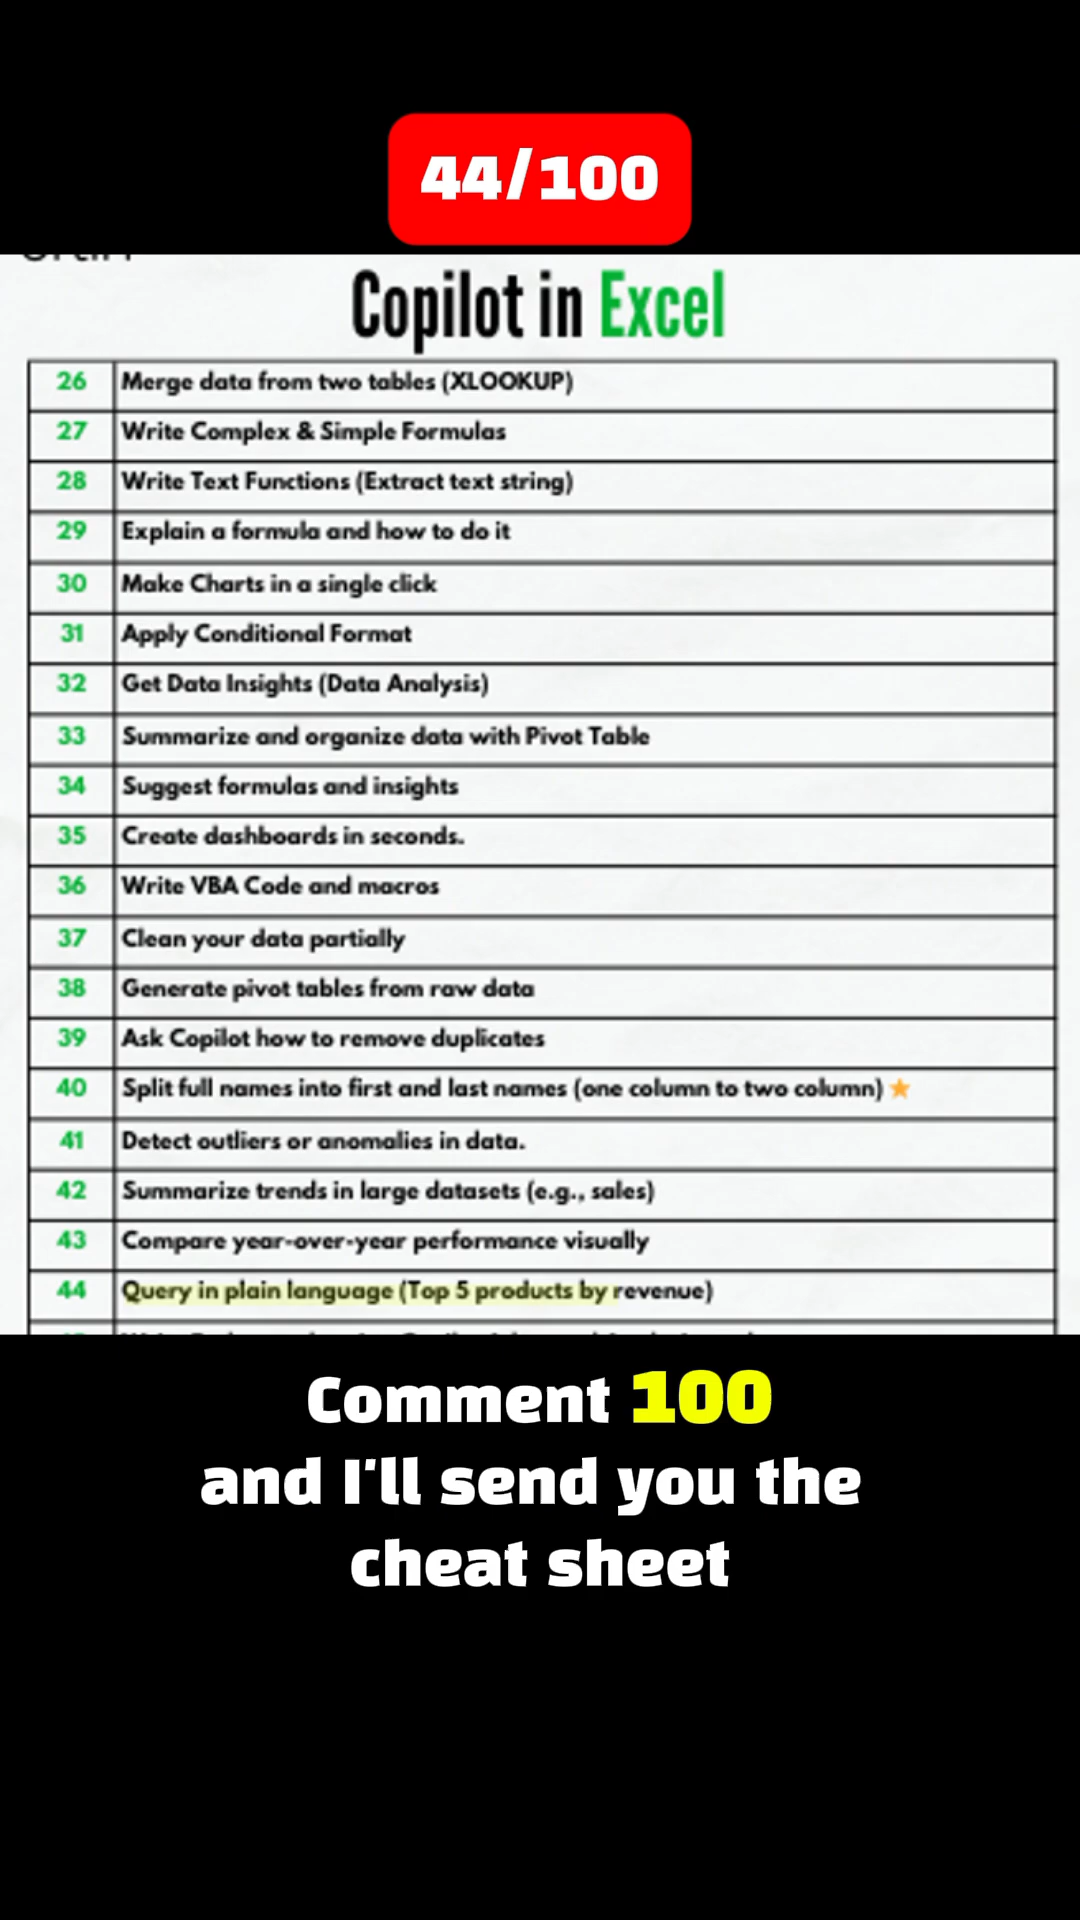 44/100
Copilot in Excel
26 Merge data from two tables (XLOOKUP)
27 Write Complex & Simple Formulas
28 Write Text Functions (Extract text string)
29 Explain a formula and how to do it
30 Make Charts in a single click
31 Apply Conditional Format
32 Get Data Insights (Data Analysis)
33 Summarize and organize data with Pivot Table
34 Suggest formulas and insights
35 Create dashboards in seconds.
36 Write VBA Code and macros
37 Clean your data partially
38 Generate pivot tables from raw data
39 Ask Copilot how to remove duplicates
40 Split full names into first and last names (one column to two column) ⭐
41 Detect outliers or anomalies in data.
42 Summarize trends in large datasets (e.g., sales)
43 Compare year-over-year performance visually
44 Query in plain language (Top 5 products by revenue)
Comment 100
and I'll send you the
cheat sheet